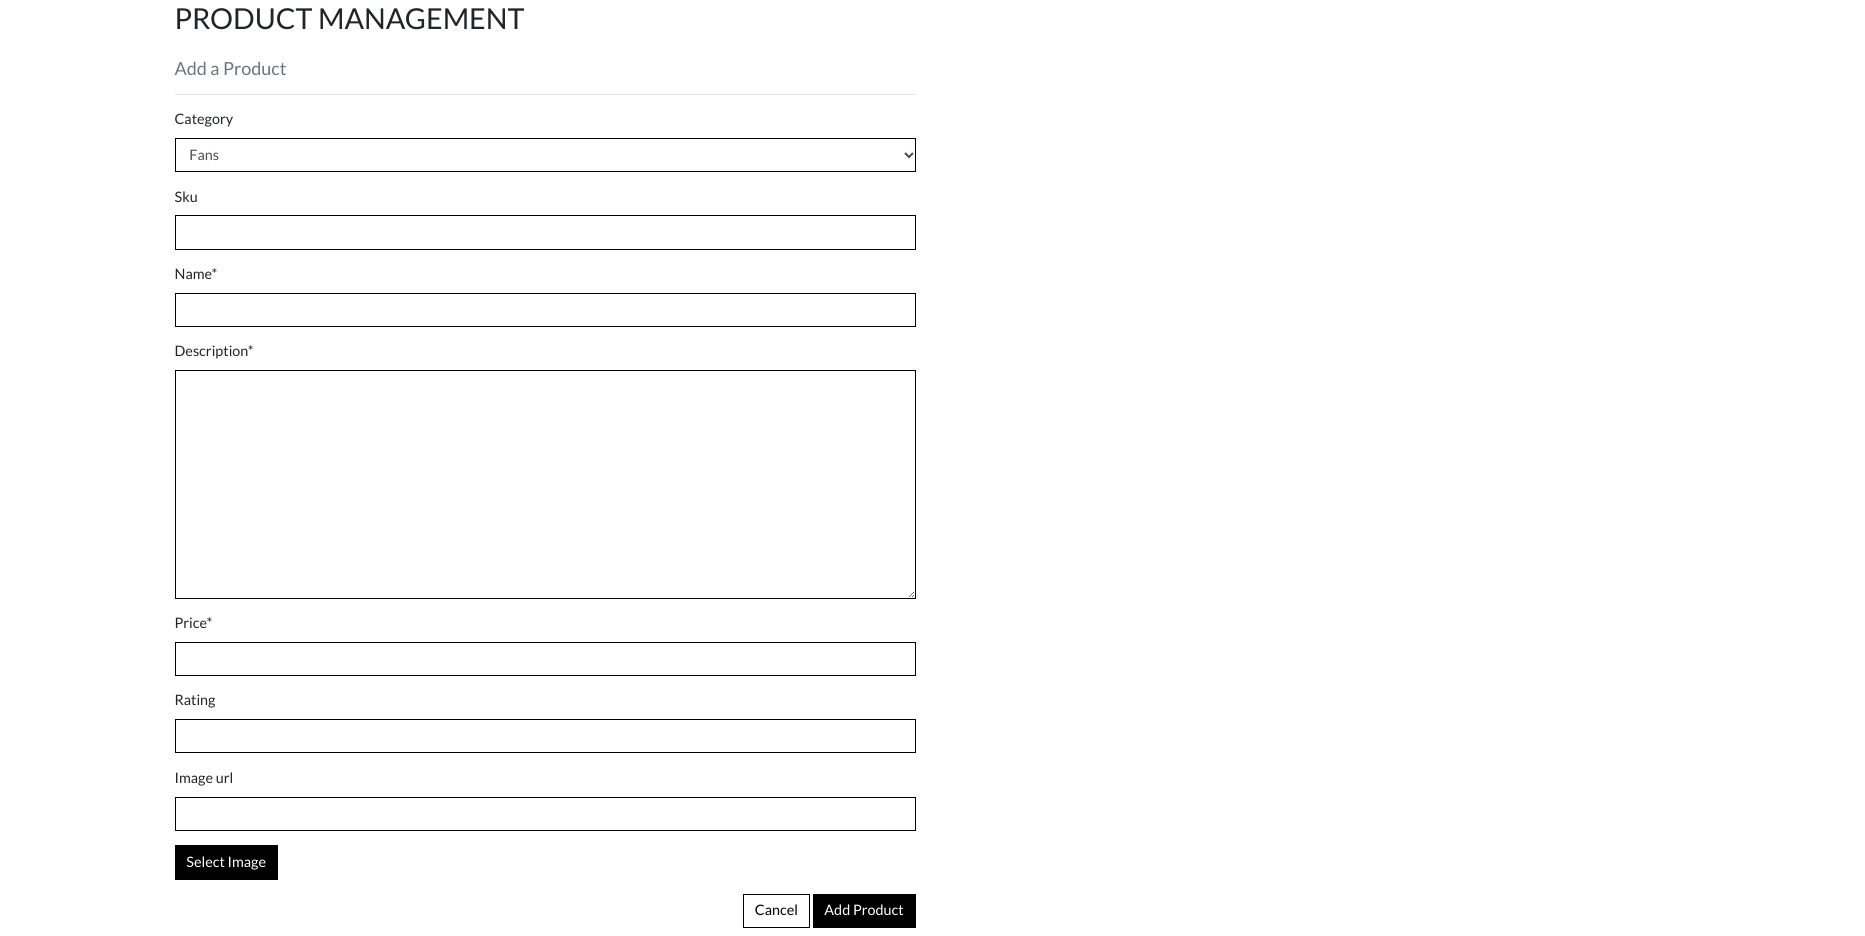 PRODUCT MANAGEMENT
Add a Product
Category
Fans
Sku
Name*
Description*
Price*
Rating
Image url
Select Image
Cancel Add Product